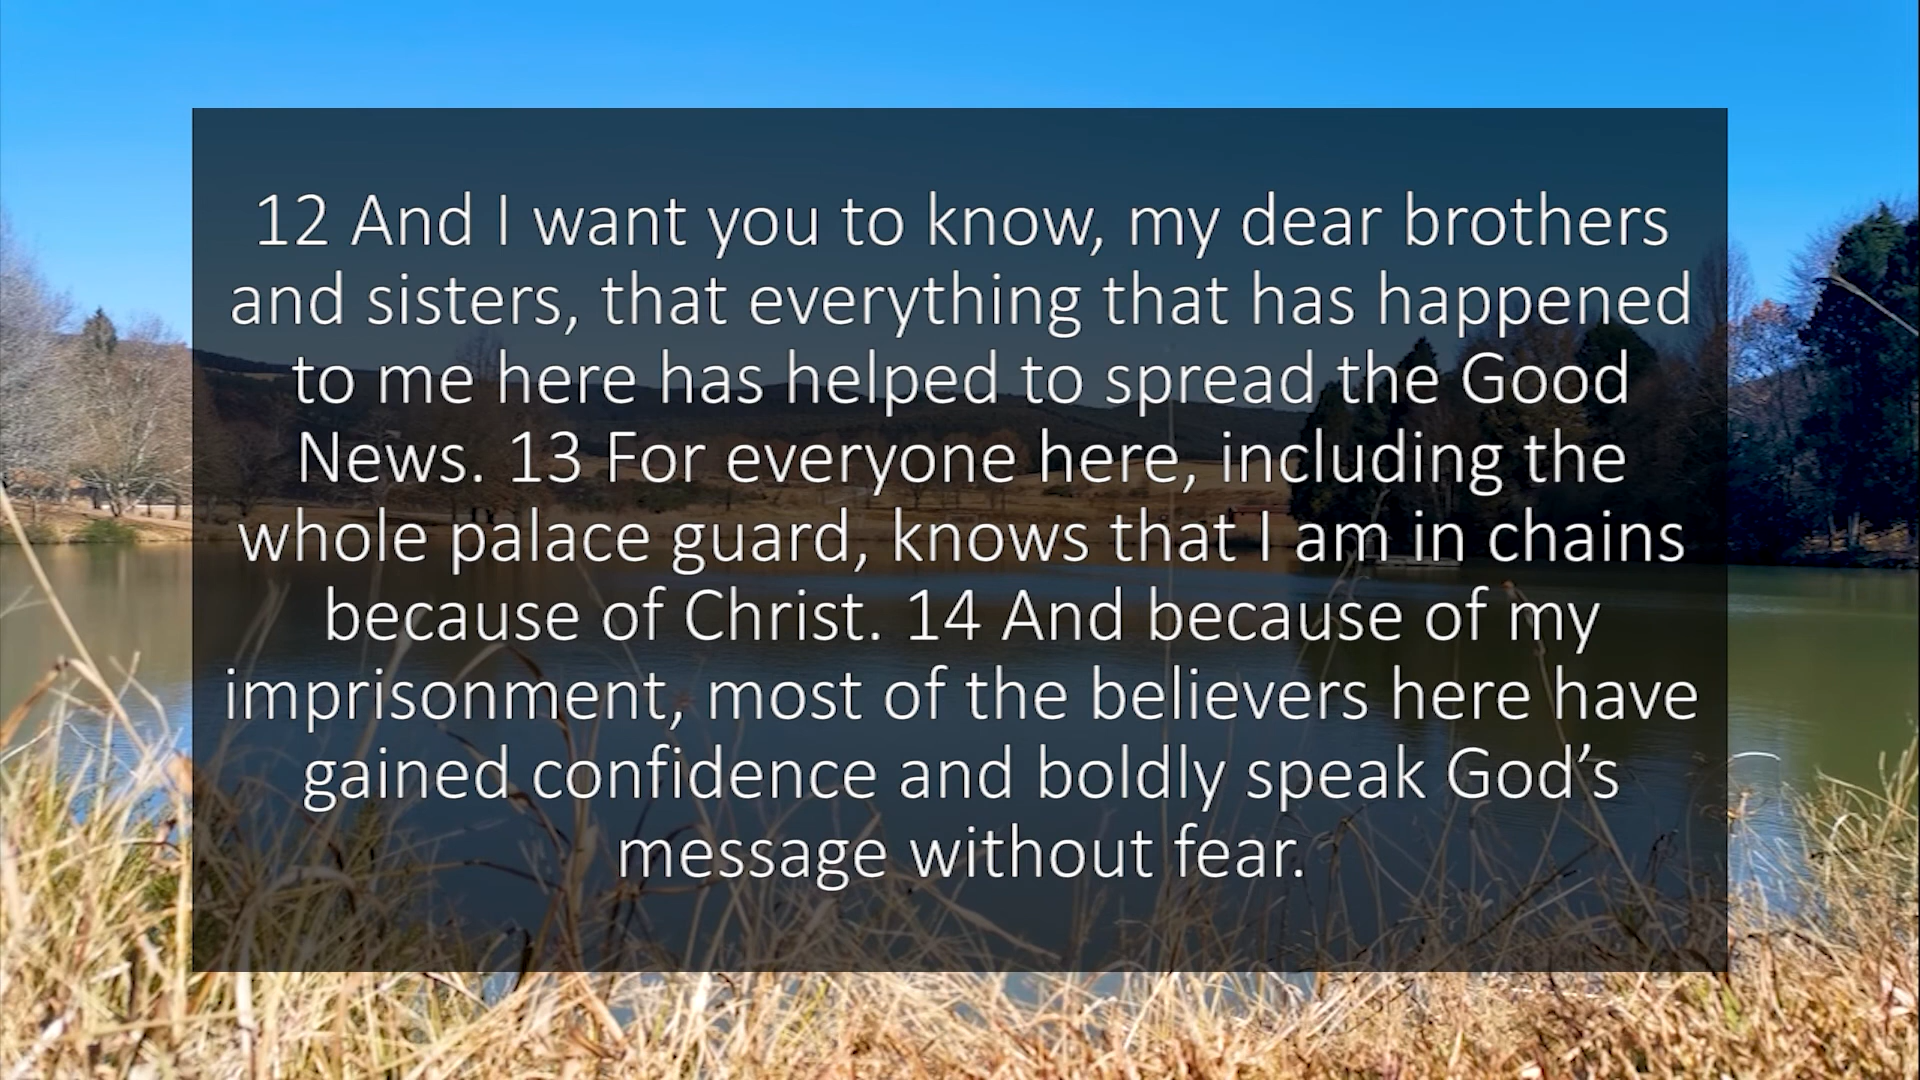 12 And I want you to know, my dear brothers
and sisters, that everything that has happened
to me here has helped to spread the Good
News. 13 For everyone here, including the
whole palace guard, knows that I am in chains
because of Christ. 14 And because of my
imprisonment, most of the believers here have
gained confidence and boldly speak God’s
message without fear.